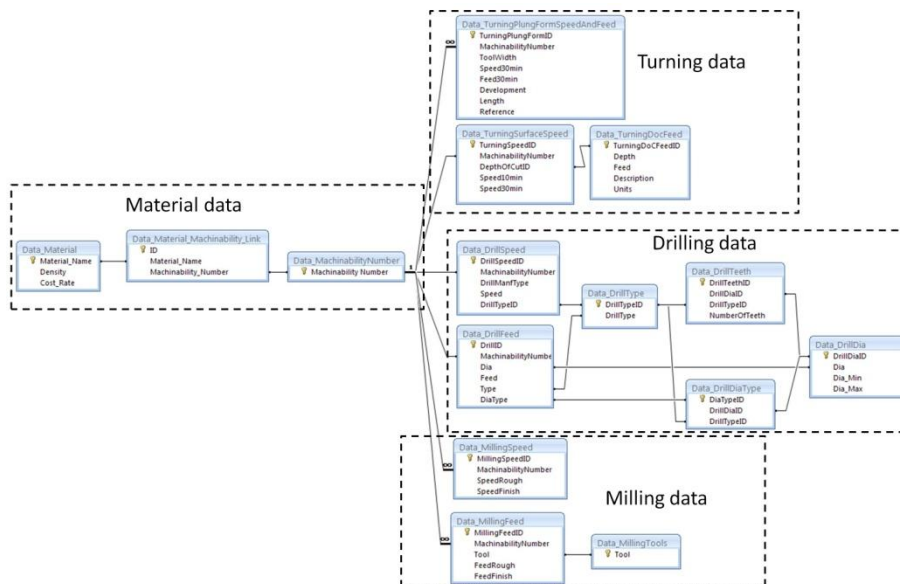 Data_TurningPlungFormSpeedAndFeed
TurningPlungFormID
MachinabilityNumber
ToolWidth
Speed30min
Feed30min
Development
Length
Reference
Turning data
Data_TurningSurfaceSpeed
TurningSpeedID
MachinabilityNumber
DepthOfCutID
Speed10min
Speed30min
Data_TurningDocFeed
TurningDoCFeedID
Depth
Feed
Description
Units
Material data
Data_Material
Material_Name
Density
Cost_Rate
Data_Material_Machinability_Link
ID
Material_Name
Machinability_Number
Data_MachinabilityNumber
Machinability Number
1
∞
∞
∞
Drilling data
Data_DrillSpeed
DrillSpeedID
MachinabilityNumber
DrillManfType
Speed
DrillTypeID
Data_DrillType
DrillTypeID
DrillType
Data_DrillTeeth
DrillTeethID
DrillDiaID
DrillTypeID
NumberOfTeeth
Data_DrillFeed
DrillID
MachinabilityNumbe
Dia
Feed
Type
DiaType
Data_DrillDia
DrillDiaID
Dia
Dia_Min
Dia_Max
Data_DrillDiaType
DiaTypeID
DrillDiaID
DrillTypeID
Data_MillingSpeed
MillingSpeedID
MachinabilityNumber
SpeedRough
SpeedFinish
Milling data
Data_MillingFeed
MillingFeedID
MachinabilityNumber
Tool
FeedRough
FeedFinish
Data_MillingTools
Tool